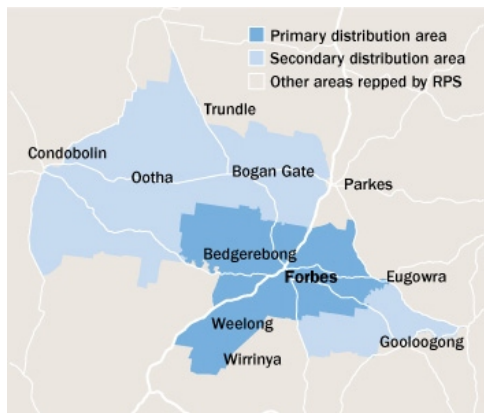 Primary distribution area
Secondary distribution area
Other areas repped by RPS
Trundle
Condobolin
Ootha
Bogan Gate
Parkes
Bedgerebong
Forbes
Eugowra
Weelong
Gooloogong
Wirrinya